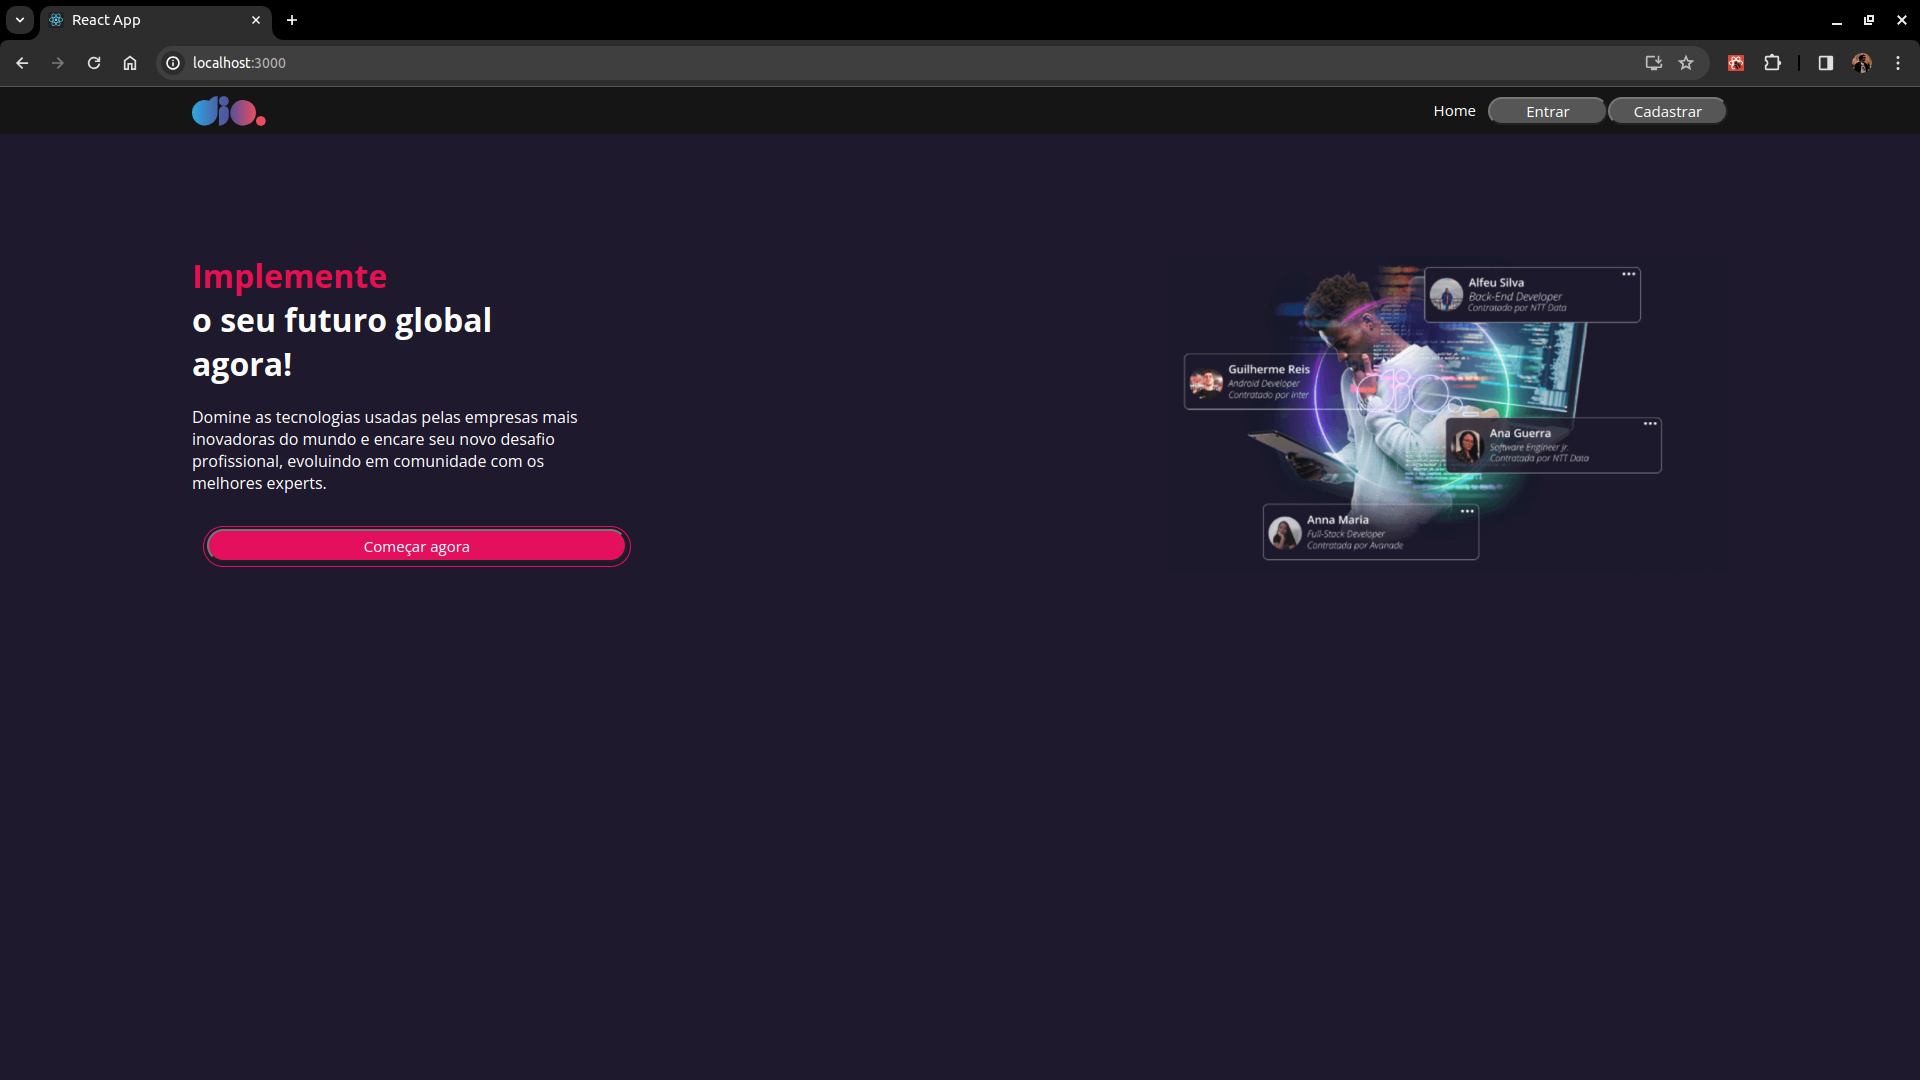 React App
localhost:3000
dio.
Home
Entrar
Cadastrar
Implemente
o seu futuro global
agora!
Domine as tecnologias usadas pelas empresas mais
inovadoras do mundo e encare seu novo desafio
profissional, evoluindo em comunidade com os
melhores experts.
Começar agora
Alfeu Silva
Back-End Developer
Contratado por NTT Data
Guilherme Reis
Android Developer
Contratado por Inter
dio.
Ana Guerra
Software Engineer Jr.
Contratada por NTT Data
Anna Maria
Full-Stack Developer
Contratada por Avanade